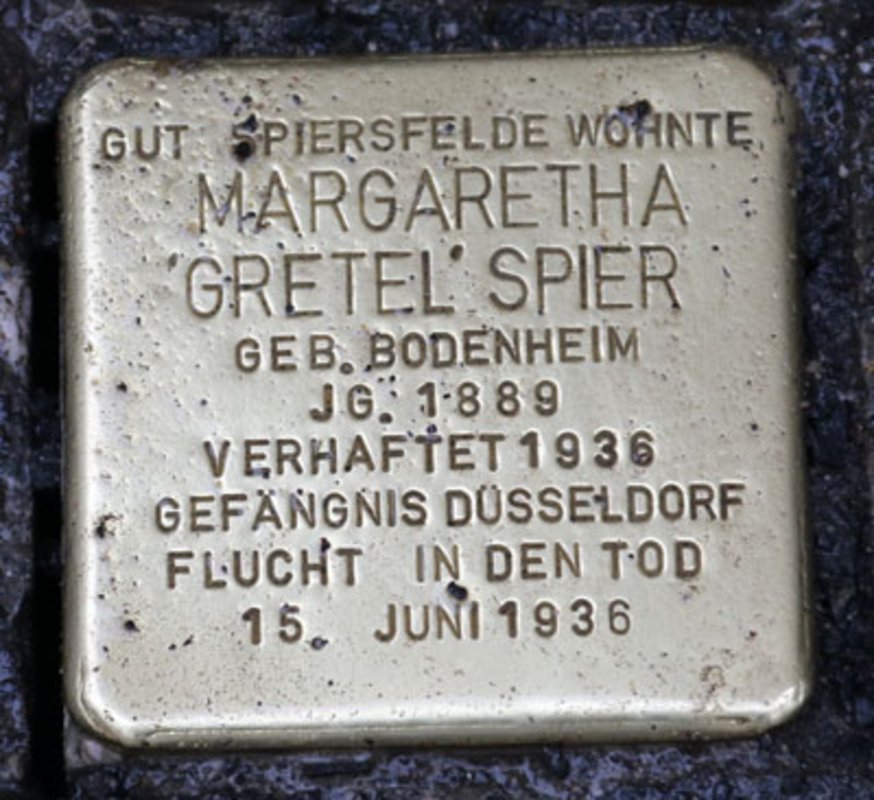 GUT SPIERSFELDE WOHNTE
MARGARETHA
'GRETEL' SPIER
GEB. BODENHEIM
JG. 1889
VERHAFTET 1936
GEFÄNGNIS DÜSSELDORF
FLUCHT IN DEN TOD
15. JUNI 1936